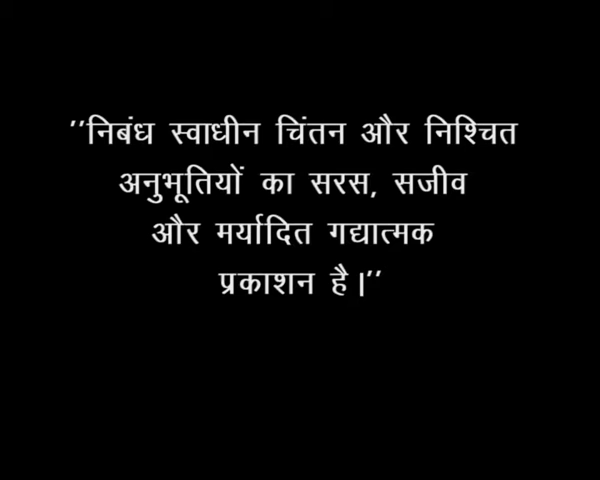 ’’निबंध स्वाधीन चिंतन और निश्चित
अनुभूतियों का सरस, सजीव
और मर्यादित गद्यात्मक
प्रकाशन है।’’